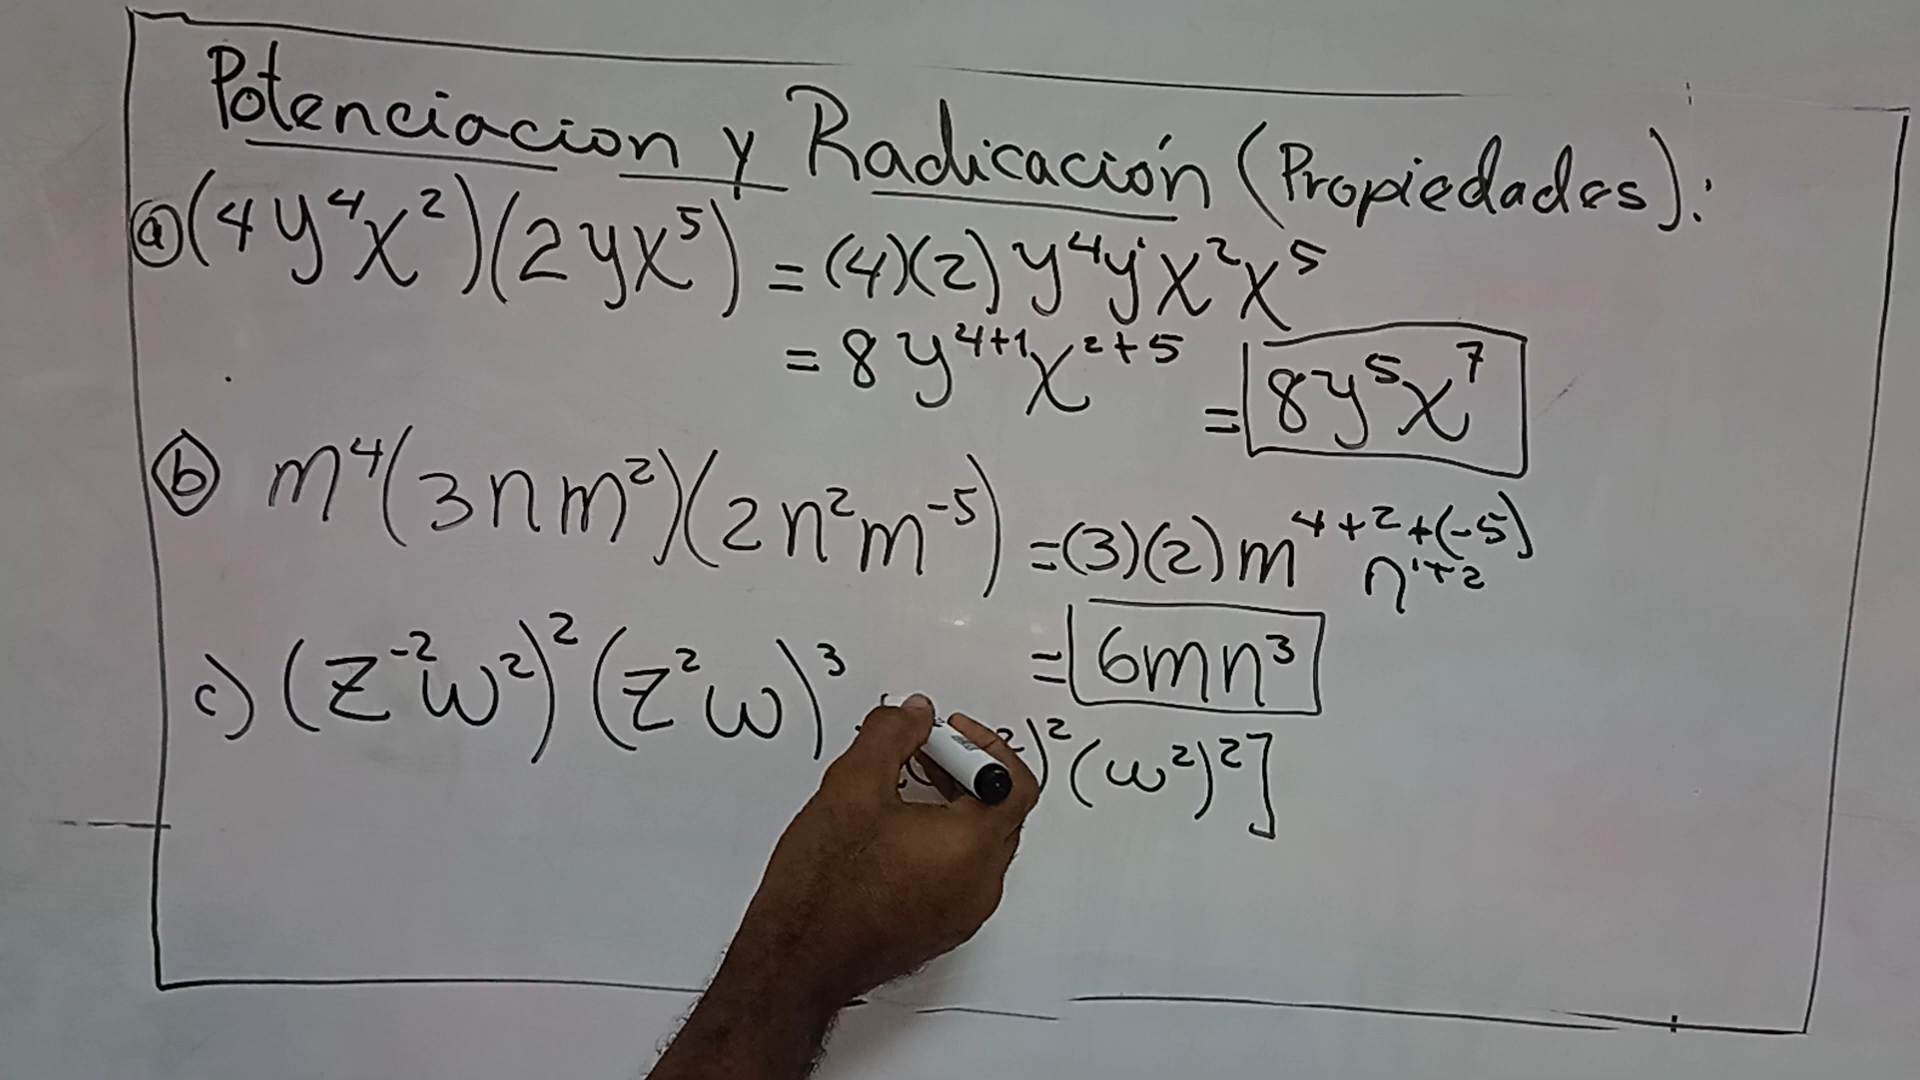 Potenciacion y Radicación (Propiedades):
a (4y⁴x²)(2yx⁵) = (4)(2) y⁴y¹x²x⁵
= 8y⁴⁺¹x²⁺⁵
= 8y⁵x⁷
b m⁴(3nm²)(2n²m⁻⁵) = (3)(2) m⁴⁺²⁺⁽⁻⁵⁾ n¹⁺²
= 6mn³
c) (z⁻²w²)² (z²w)³
)² (w²)²]